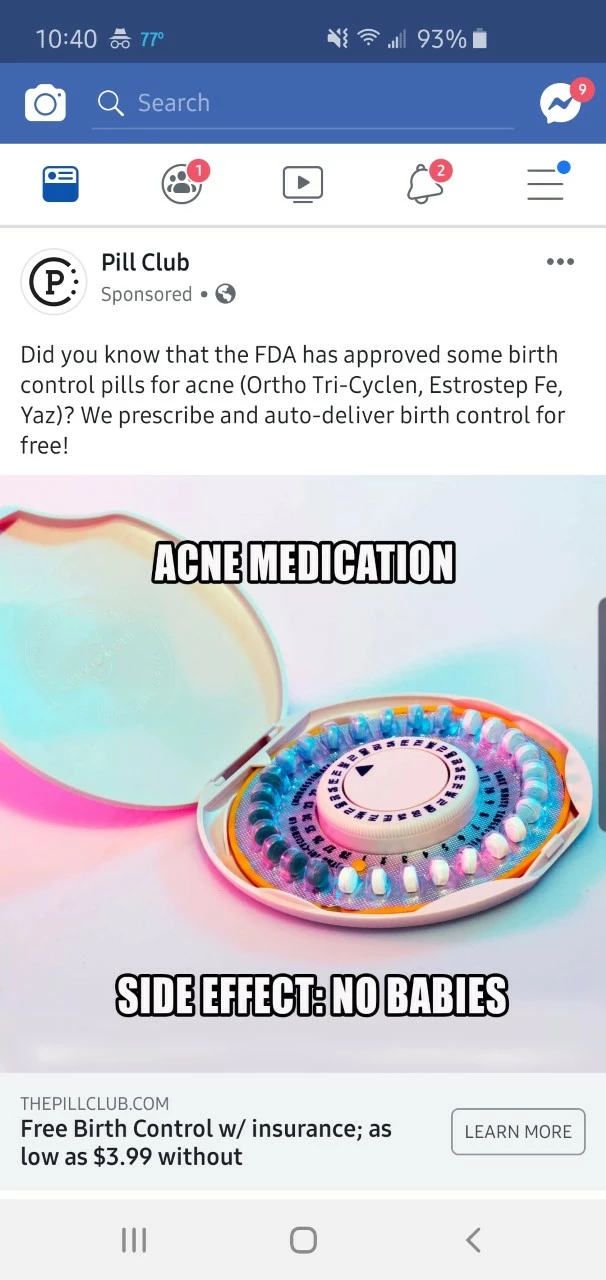 10:40 77° 93%
Search 9
1 2
P
Pill Club
Sponsored •
Did you know that the FDA has approved some birth
control pills for acne (Ortho Tri-Cyclen, Estrostep Fe,
Yaz)? We prescribe and auto-deliver birth control for
free!
ACNE MEDICATION
SIDE EFFECT: NO BABIES
THEPILLCLUB.COM
Free Birth Control w/ insurance; as
low as $3.99 without
LEARN MORE